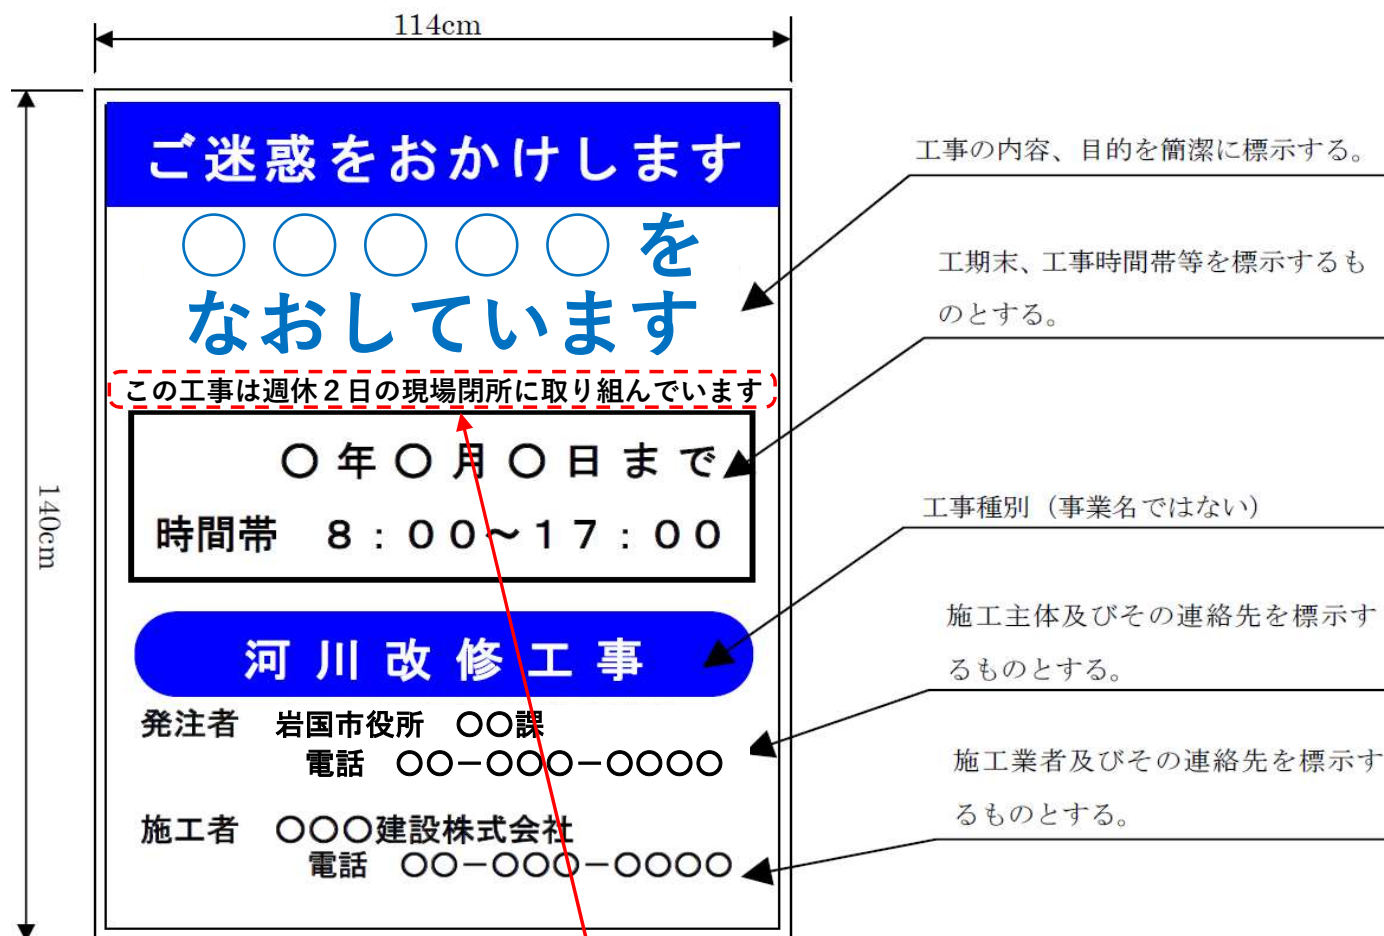 114cm
140cm
ご迷惑をおかけします
○○○○○を
なおしています
この工事は週休２日の現場閉所に取り組んでいます
○年○月○日まで
時間帯　８：００～１７：００
河川改修工事
発注者　岩国市役所　○○課
電話　○○－○○○－○○○○
施工者　○○○建設株式会社
電話　○○－○○○－○○○○
工事の内容、目的を簡潔に標示する。
工期末、工事時間帯等を標示するも
のとする。
工事種別（事業名ではない）
施工主体及びその連絡先を標示す
るものとする。
施工業者及びその連絡先を標示す
るものとする。